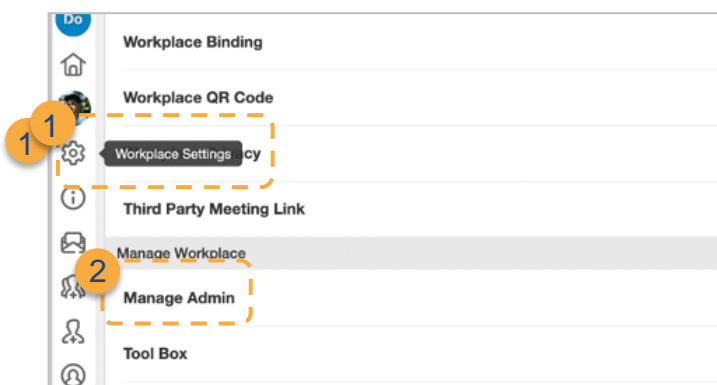 Do
Workplace Binding
Workplace QR Code
1
1
Workplace Settings
cy
Third Party Meeting Link
Manage Workplace
2
Manage Admin
Tool Box